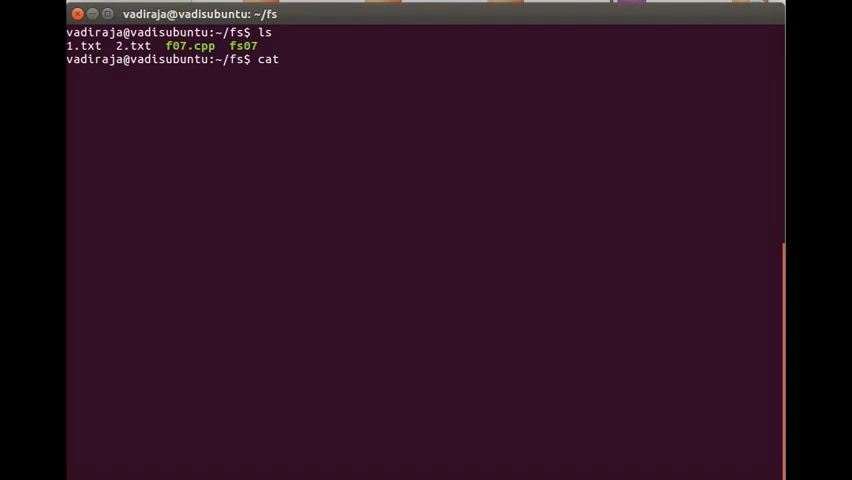 vadiraja@vadisubuntu: ~/fs
vadiraja@vadisubuntu:~/fs$ ls
1.txt  2.txt  f07.cpp  fs07
vadiraja@vadisubuntu:~/fs$ cat